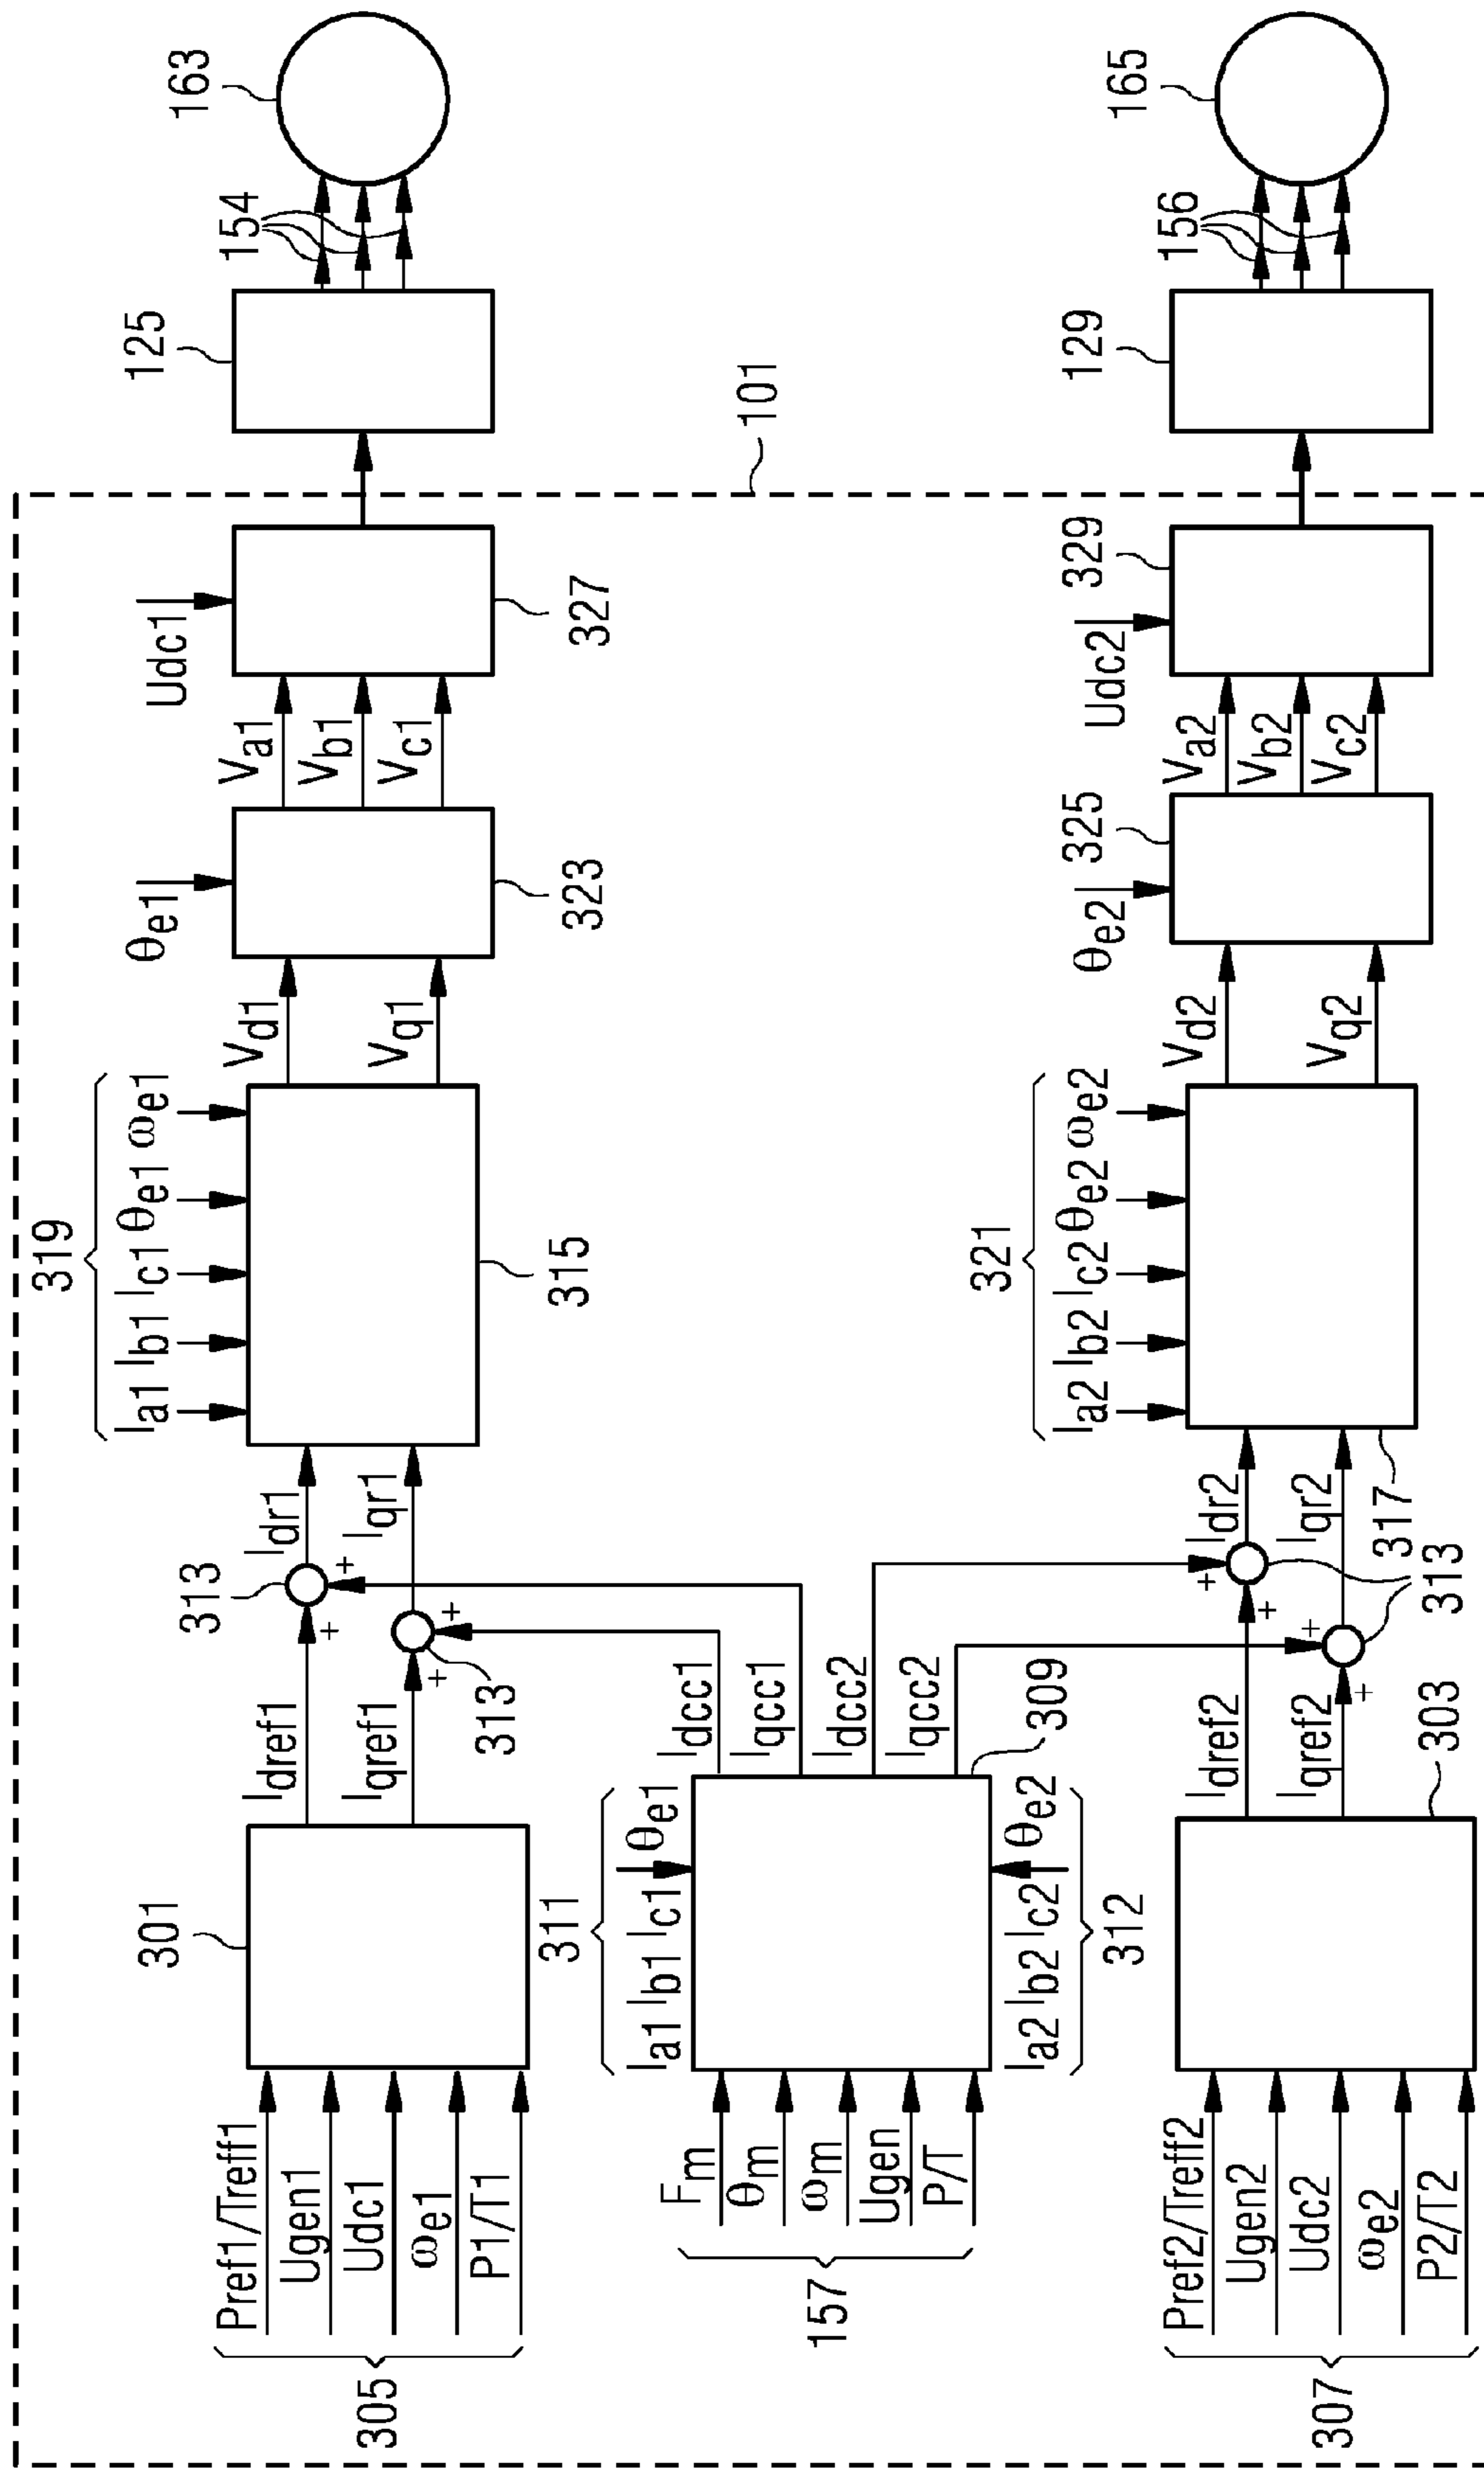 305
Pref1/Treff1
Ugen1
Udc1
ωe1
P1/T1
301
Idref1
Iqref1
313
313
+
+
+
+
Idr1
Iqr1
319
Ia1 Ib1 Ic1 θe1 ωe1
315
Vd1
Vq1
θe1
323
Va1
Vb1
Vc1
Udc1
327
101
125
154
163
157
Fm
θm
ωm
Ugen
P/T
311
Ia1 Ib1 Ic1 θe1
Ia2 Ib2 Ic2 θe2
312
Idcc1
Iqcc1
Idcc2
Iqcc2
309
307
Pref2/Treff2
Ugen2
Udc2
ωe2
P2/T2
303
Idref2
Iqref2
+
+
+
+
313
Idr2
Iqr2
317
321
Ia2 Ib2 Ic2 θe2 ωe2
Vd2
Vq2
θe2
325
Va2
Vb2
Vc2
Udc2
329
129
156
165